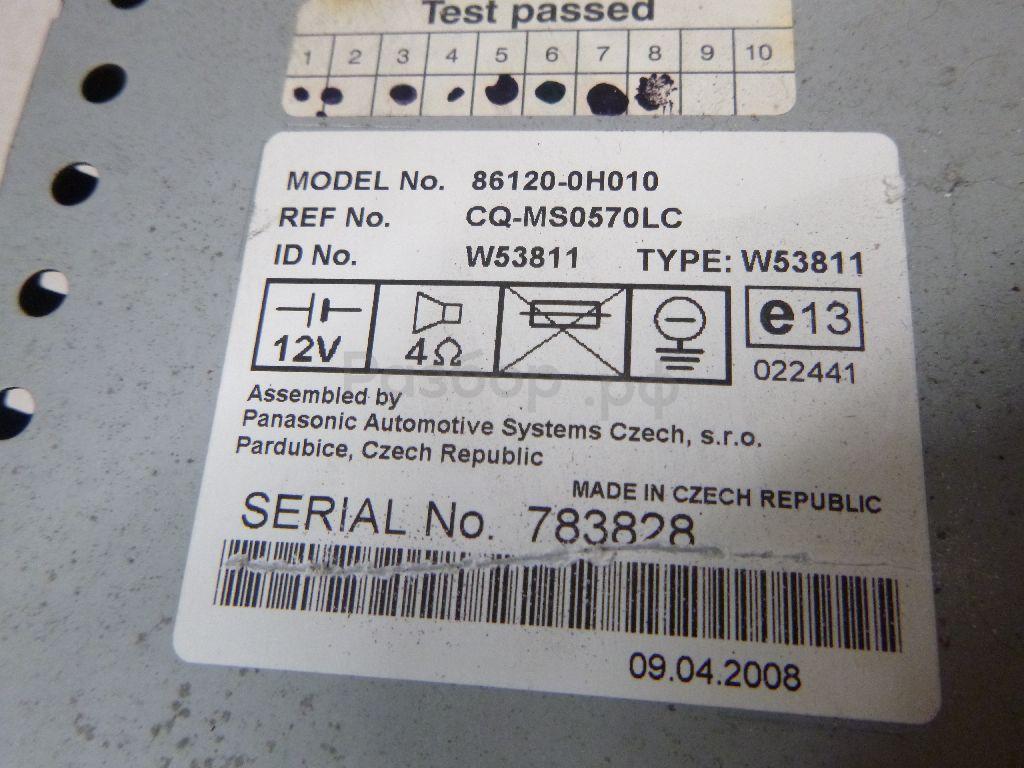 Test passed
1 2 3 4 5 6 7 8 9 10
MODEL No. 86120-0H010
REF No. CQ-MS0570LC
ID No. W53811 TYPE: W53811
12V 4Ω e13
022441
Разбор.рф
Assembled by
Panasonic Automotive Systems Czech, s.r.o.
Pardubice, Czech Republic
MADE IN CZECH REPUBLIC
SERIAL No. 783828
09.04.2008